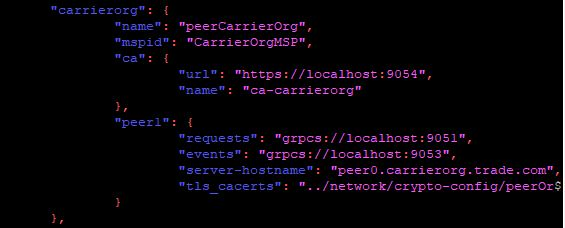 "carrierorg": {
"name": "peerCarrierOrg",
"mspid": "CarrierOrgMSP",
"ca": {
"url": "https://localhost:9054",
"name": "ca-carrierorg"
},
"peer1": {
"requests": "grpcs://localhost:9051",
"events": "grpcs://localhost:9053",
"server-hostname": "peer0.carrierorg.trade.com",
"tls_cacerts": "../network/crypto-config/peerOr$
}
},